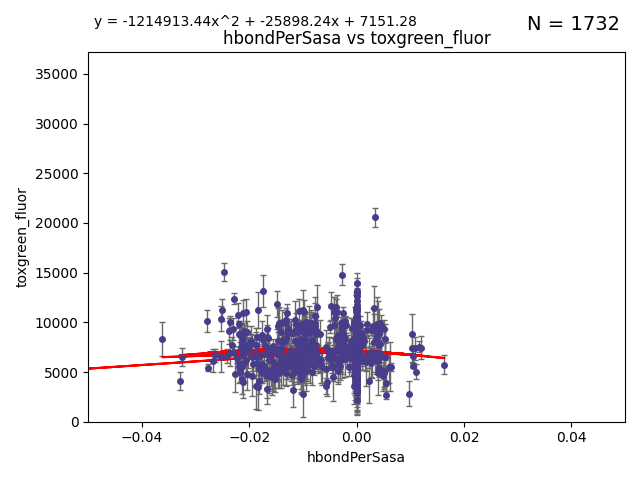 y = -1214913.44x^2 + -25898.24x + 7151.28
N = 1732
hbondPerSasa vs toxgreen_fluor
35000
30000
25000
20000
15000
10000
5000
0
toxgreen_fluor
−0.04
−0.02
0.00
0.02
0.04
hbondPerSasa